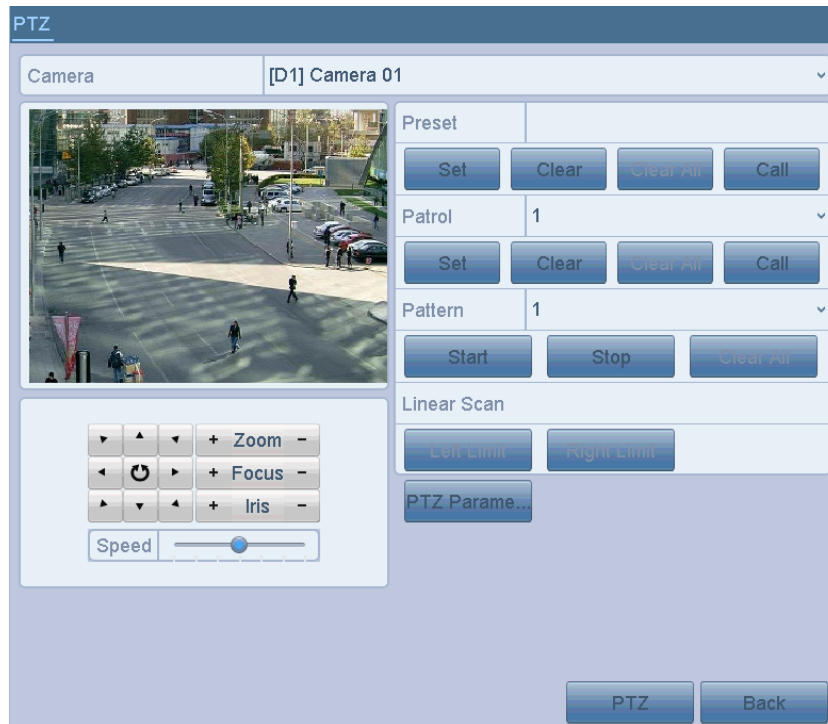 PTZ
Camera [D1] Camera 01
Preset
Set Clear Clear All Call
Patrol 1
Set Clear Clear All Call
Pattern 1
Start Stop Clear All
Linear Scan
Left Limit Right Limit
+ Zoom -
+ Focus -
+ Iris -
PTZ Parame...
Speed
PTZ Back